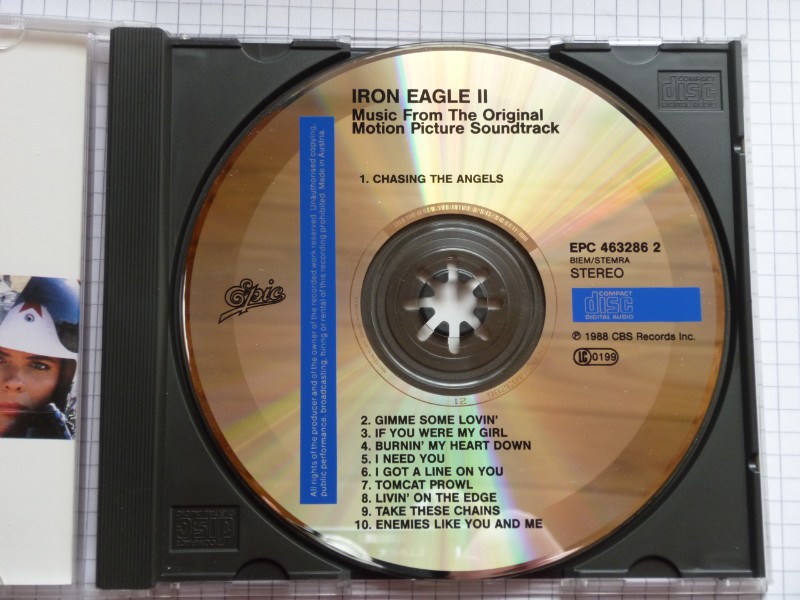 IRON EAGLE II
Music From The Original
Motion Picture Soundtrack
1. CHASING THE ANGELS
All rights of the producer and of the owner of the recorded work reserved. Unauthorised copying,
public performance, broadcasting, hiring or rental of this recording prohibited. Made in Austria.
Epic
EPC 463286 2
BIEM/STEMRA
STEREO
COMPACT
disc
DIGITAL AUDIO
℗ 1988 CBS Records Inc.
LC 0199
2. GIMME SOME LOVIN'
3. IF YOU WERE MY GIRL
4. BURNIN' MY HEART DOWN
5. I NEED YOU
6. I GOT A LINE ON YOU
7. TOMCAT PROWL
8. LIVIN' ON THE EDGE
9. TAKE THESE CHAINS
10. ENEMIES LIKE YOU AND ME
COMPACT
disc
21